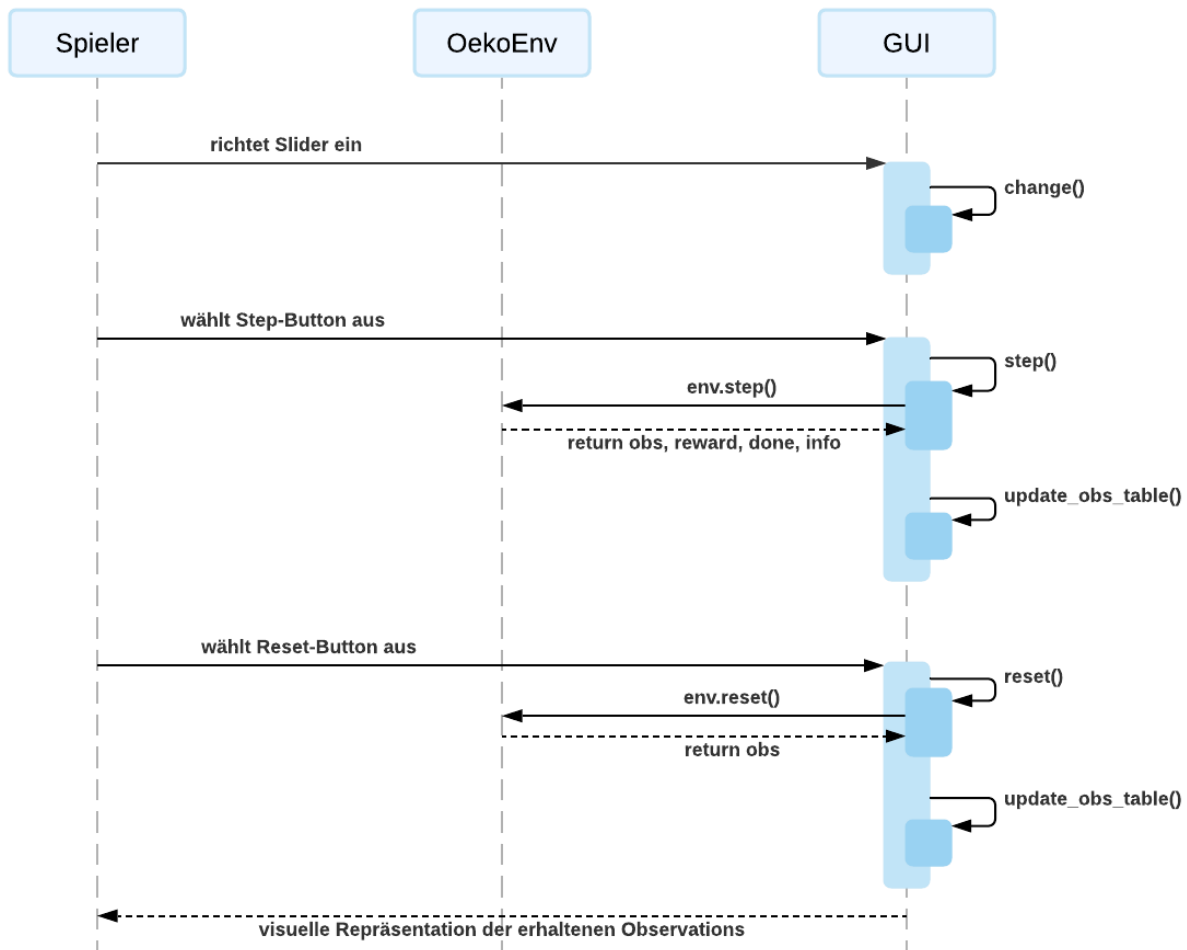 Spieler
OekoEnv
GUI
richtet Slider ein
change()
wählt Step-Button aus
step()
env.step()
return obs, reward, done, info
update_obs_table()
wählt Reset-Button aus
reset()
env.reset()
return obs
update_obs_table()
visuelle Repräsentation der erhaltenen Observations